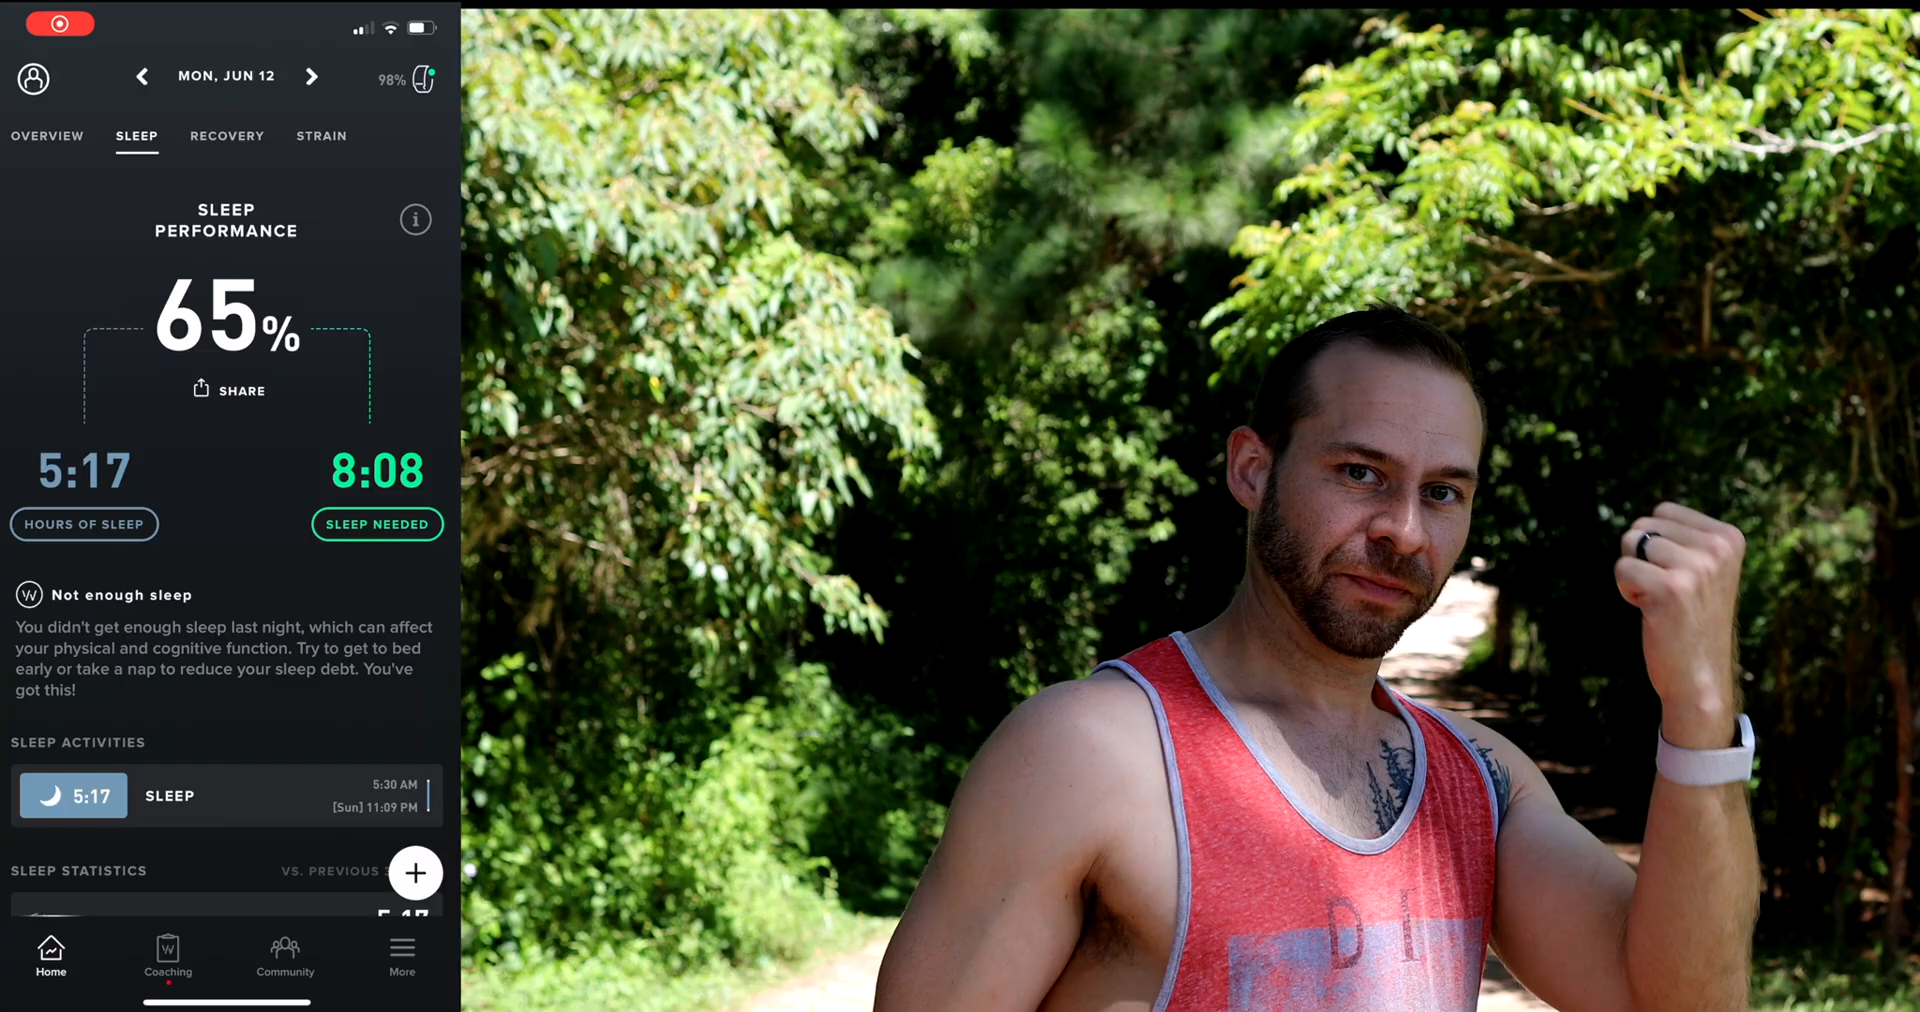 MON, JUN 12
98%
OVERVIEW SLEEP RECOVERY STRAIN
SLEEP
PERFORMANCE
65%
SHARE
5:17 8:08
HOURS OF SLEEP SLEEP NEEDED
Not enough sleep
You didn't get enough sleep last night, which can affect
your physical and cognitive function. Try to get to bed
early or take a nap to reduce your sleep debt. You've
got this!
SLEEP ACTIVITIES
5:17 SLEEP 5:30 AM
[Sun] 11:09 PM
SLEEP STATISTICS VS. PREVIOUS
Home Coaching Community More
D